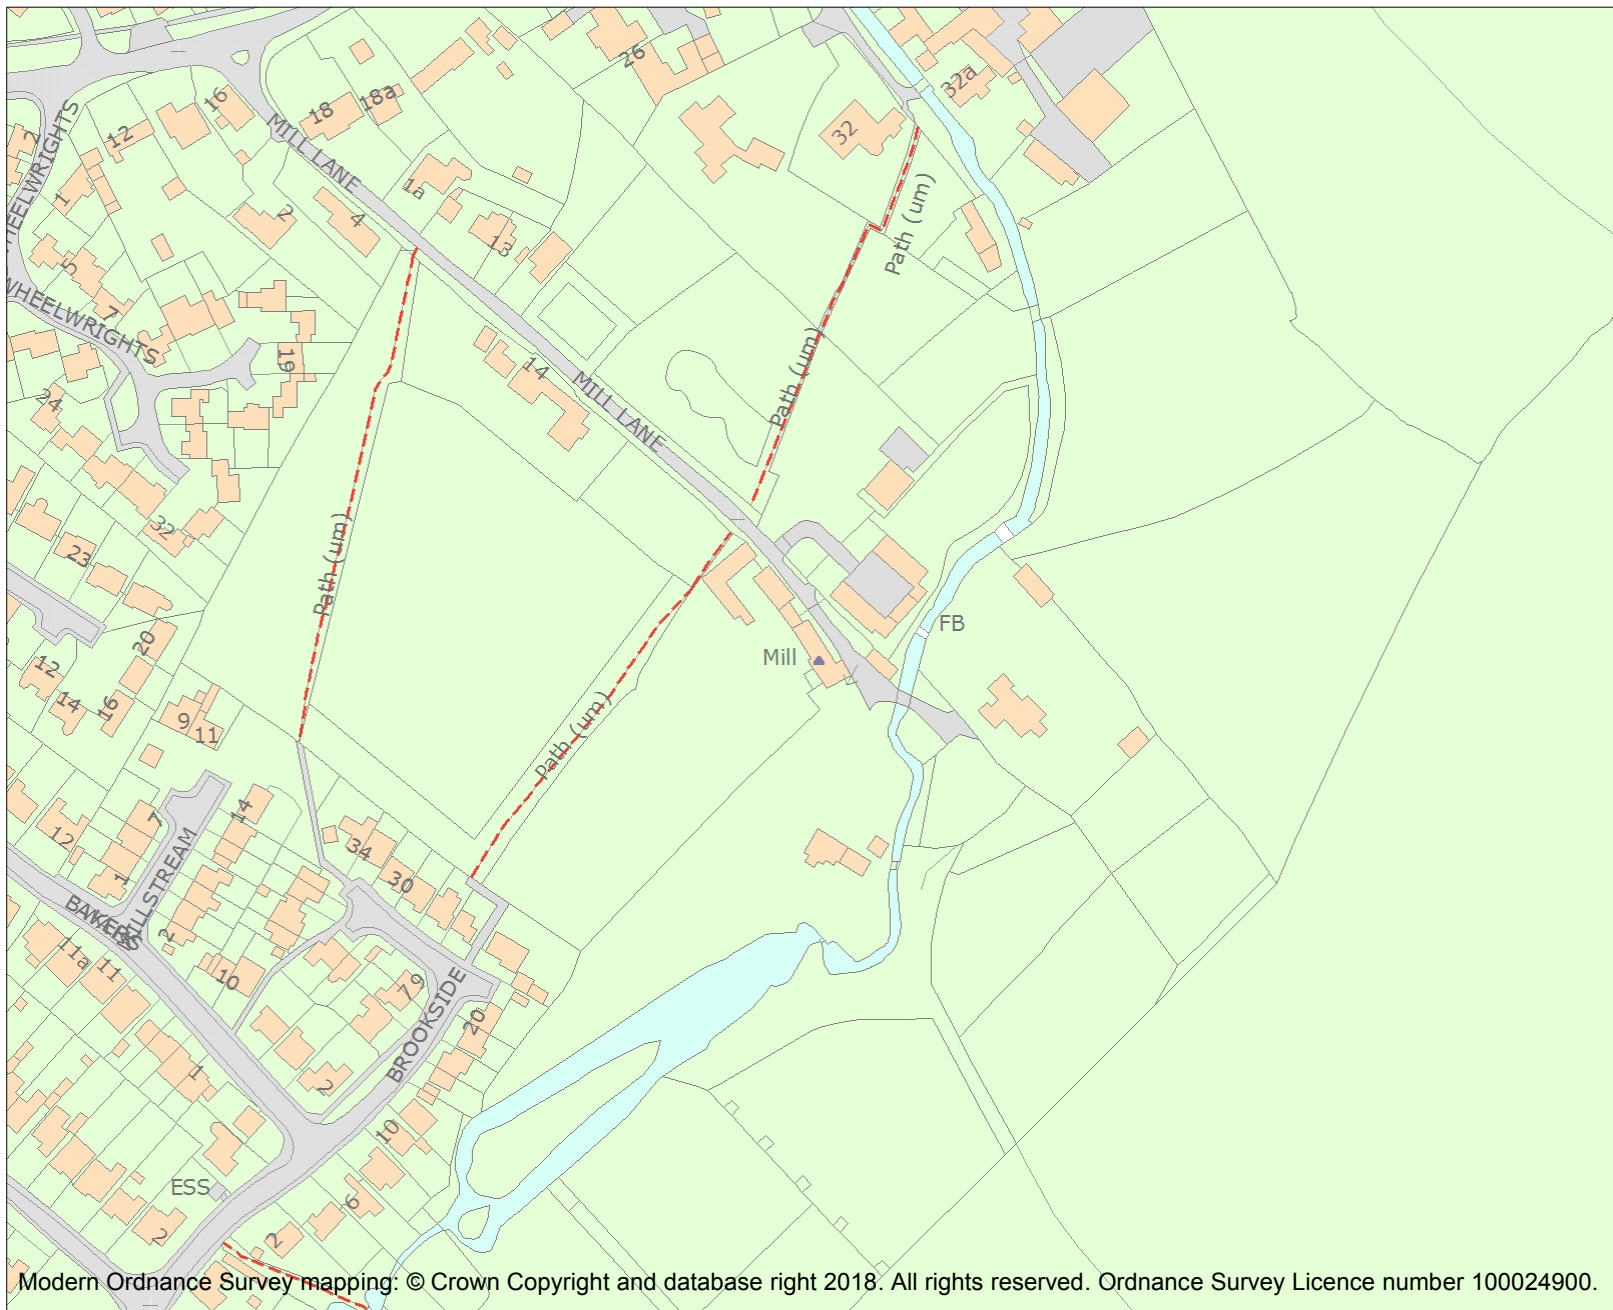 26
32a
16
18
18a
32
12
2
WHEELWRIGHTS
MILL LANE
1
1a
2
4
13
Path (um)
5
7
WHEELWRIGHTS
19
14
MILL LANE
Path (um)
24
32
23
Path (um)
FB
Mill
20
12
14
16
9
11
Path (um)
14
7
12
34
30
1
MILLSTREAM
BAKERS
2
11a
11
10
7
9
BROOKSIDE
20
1
2
10
ESS
6
2
2
Modern Ordnance Survey mapping: © Crown Copyright and database right 2018. All rights reserved. Ordnance Survey Licence number 100024900.